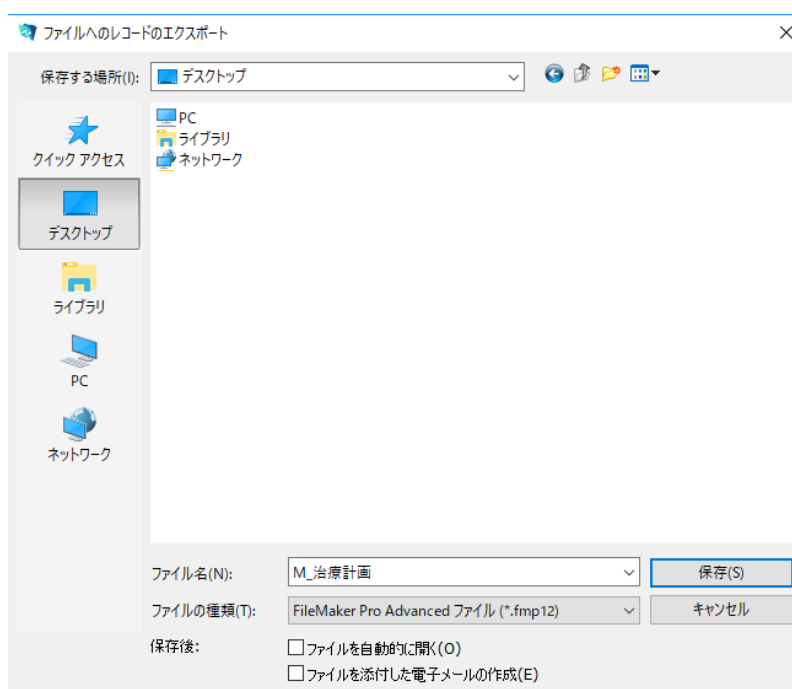 ファイルへのレコードのエクスポート
保存する場所(I): デスクトップ
PC
ライブラリ
ネットワーク
クイック アクセス
デスクトップ
ライブラリ
PC
ネットワーク
ファイル名(N): M_治療計画 保存(S)
ファイルの種類(T): FileMaker Pro Advanced ファイル (*.fmp12) キャンセル
保存後: ファイルを自動的に開く(O)
ファイルを添付した電子メールの作成(E)